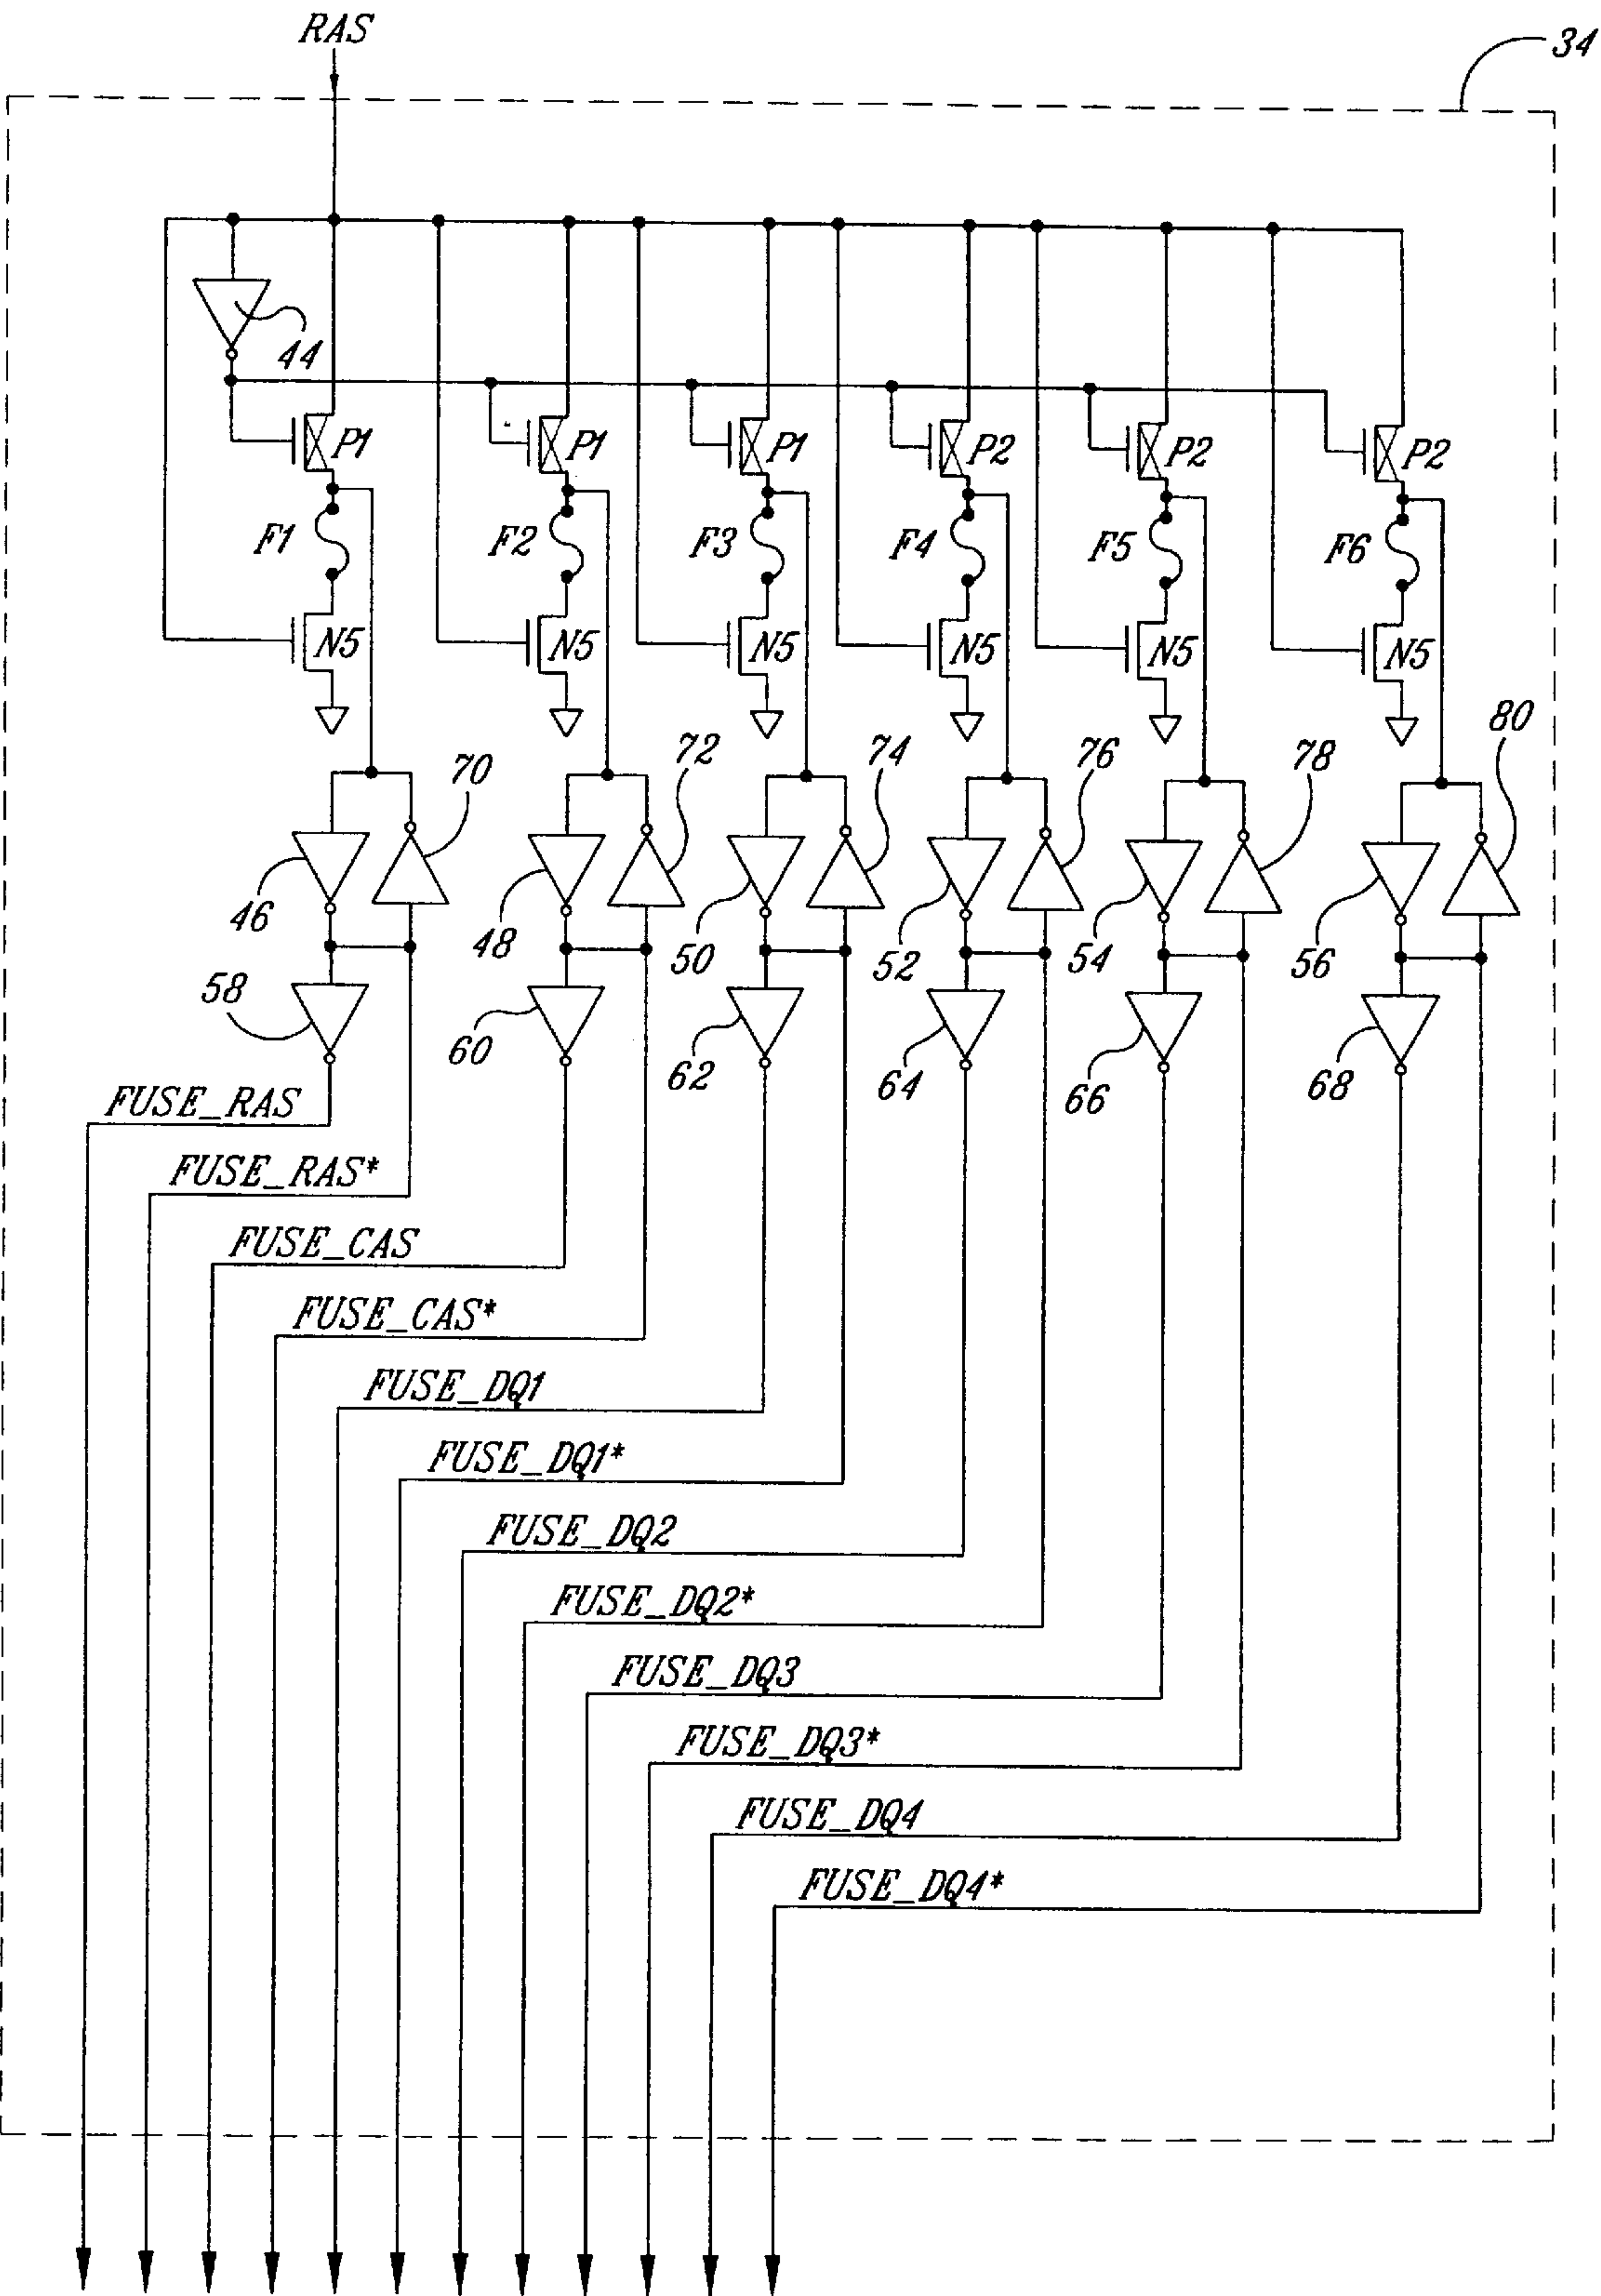 RAS
34
44
P1 P1 P1 P2 P2 P2
F1 F2 F3 F4 F5 F6
N5 N5 N5 N5 N5 N5
70 72 74 76 78 80
46 48 50 52 54 56
58 60 62 64 66 68
FUSE_RAS
FUSE_RAS*
FUSE_CAS
FUSE_CAS*
FUSE_DQ1
FUSE_DQ1*
FUSE_DQ2
FUSE_DQ2*
FUSE_DQ3
FUSE_DQ3*
FUSE_DQ4
FUSE_DQ4*